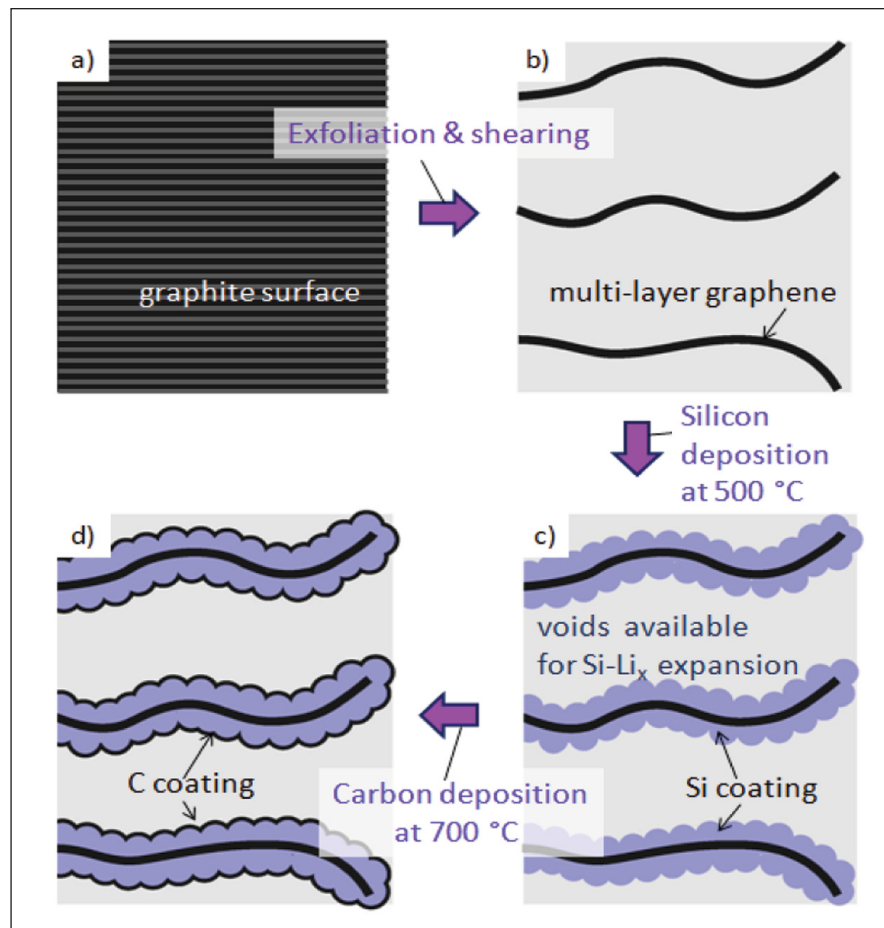 a)
b)
Exfoliation & shearing
graphite surface
multi-layer graphene
Silicon
deposition
at 500 °C
d)
c)
voids available
for Si-Liₓ expansion
C coating
Carbon deposition
at 700 °C
Si coating